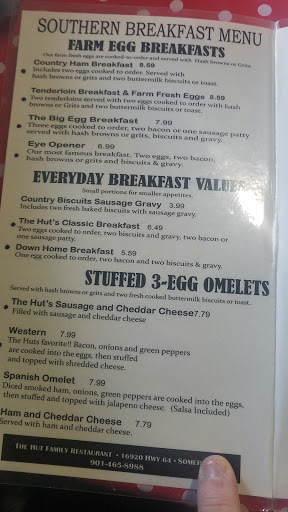 SOUTHERN BREAKFAST MENU
FARM EGG BREAKFASTS
Our farm fresh eggs are cooked-to-order and served with Hash browns or Grits
Country Ham Breakfast 8.59
Includes two eggs cooked to order. Served with
hash browns or grits and two buttermilk biscuits or toast.
Tenderloin Breakfast & Farm Fresh Eggs 8.59
Two tenderloins served with two eggs cooked to order with hash
browns or Grits and two buttermilk biscuits or toast.
The Big Egg Breakfast 7.99
Three eggs cooked to order, two bacon or one sausage patty
served with hash browns or grits, biscuits & gravy.
Eye Opener 6.99
Our most famous breakfast. Two eggs, two bacon,
hash browns or grits and biscuits & gravy.
EVERYDAY BREAKFAST VALUES
Small portions for smaller appetites.
Country Biscuits Sausage Gravy 3.99
Includes two fresh baked biscuits with sausage gravy.
The Hut's Classic Breakfast 6.49
Two eggs cooked to order, two biscuits and gravy, two bacon or
one sausage patty.
Down Home Breakfast 5.59
One egg cooked to order, two bacon and two biscuits & gravy.
STUFFED 3-EGG OMELETS
Served with hash browns or grits and two fresh cooked buttermilk biscuits or toast.
The Hut's Sausage and Cheddar Cheese 7.79
Filled with sausage and cheddar cheese
Western 7.99
The Huts favorite!! Bacon, onions and green peppers
are cooked into the eggs, then stuffed
and topped with shredded cheese.
Spanish Omelet 7.99
Diced smoked ham, onions, green peppers are cooked into the eggs,
then stuffed and topped with jalapeno cheese. (Salsa Included)
Ham and Cheddar Cheese 7.79
Served with ham and cheddar cheese.
THE HUT FAMILY RESTAURANT • 16920 HWY 64 • SOMER
901-465-8988